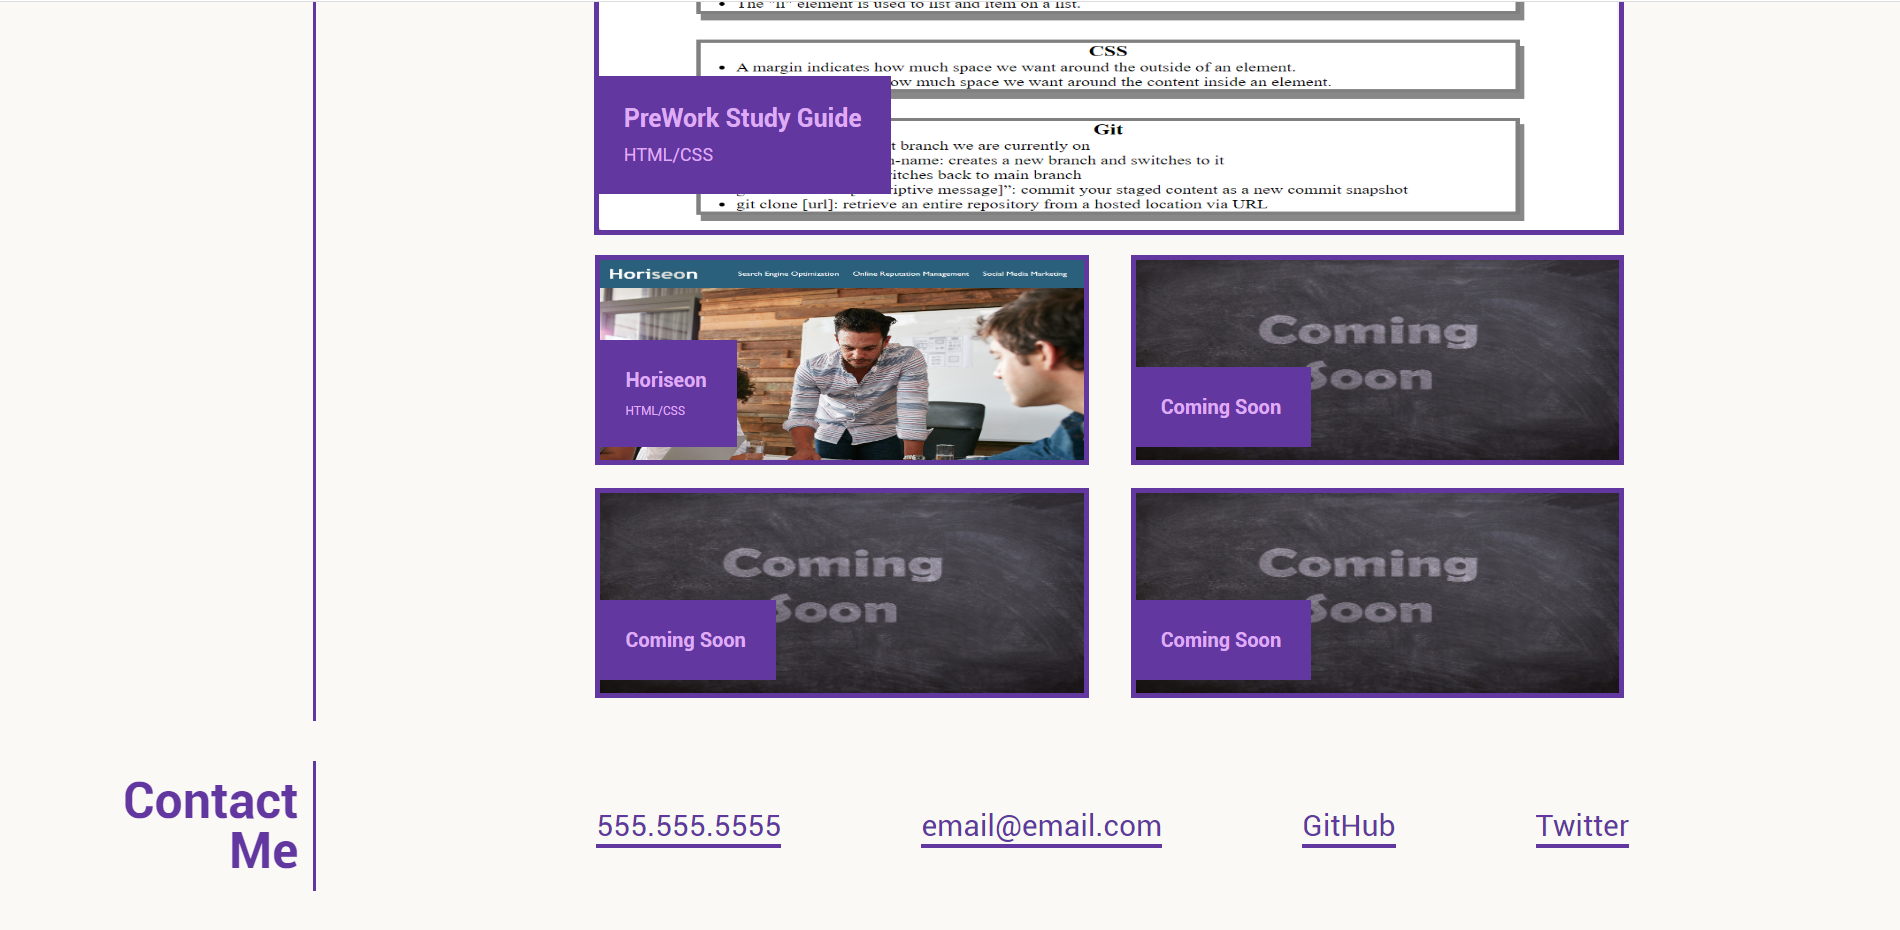 The "li" element is used to list and item on a list.
CSS
A margin indicates how much space we want around the outside of an element.
ow much space we want around the content inside an element.
PreWork Study Guide
HTML/CSS
Git
t branch we are currently on
n-name: creates a new branch and switches to it
itches back to main branch
riptive message]”: commit your staged content as a new commit snapshot
git clone [url]: retrieve an entire repository from a hosted location via URL
Horiseon Search Engine Optimization Online Reputation Management Social Media Marketing
Horiseon
HTML/CSS
Coming
Soon
Coming Soon
Coming
Soon
Coming Soon
Coming
Soon
Coming Soon
Contact
Me
555.555.5555 email@email.com GitHub Twitter